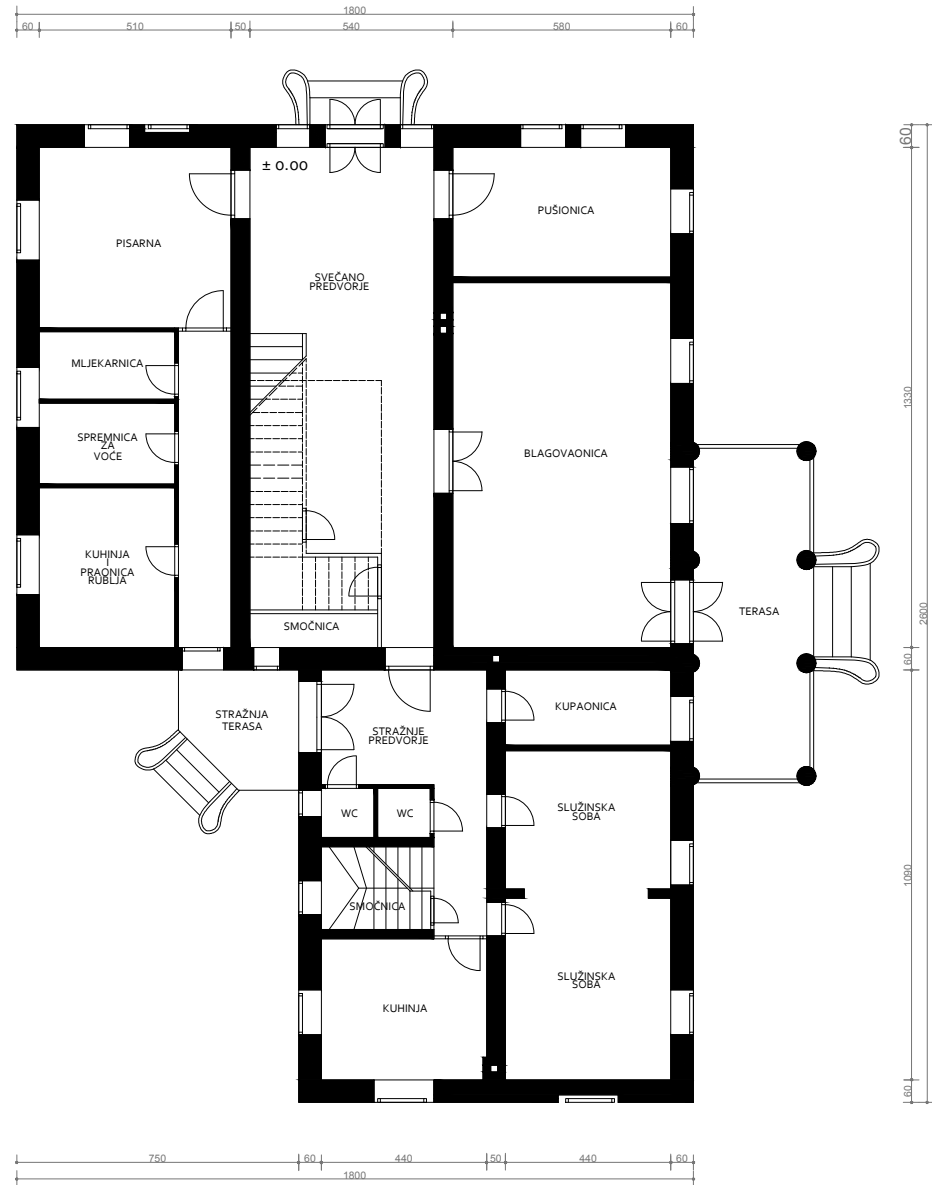 1800
60 510 50 540 580 60
± 0.00
60
PUŠIONICA
PISARNA
SVEČANO
PREDVORJE
MLJEKARNICA
1330
SPREMNICA
ZA
VOĆE
BLAGOVAONICA
KUHINJA
I
PRAONICA
RUBLJA
TERASA
2600
SMOČNICA
60
KUPAONICA
STRAŽNJA
TERASA
STRAŽNJE
PREDVORJE
WC WC
SLUŽINSKA
SOBA
1090
SMOČNICA
SLUŽINSKA
SOBA
KUHINJA
60
750 60 440 50 440 60
1800